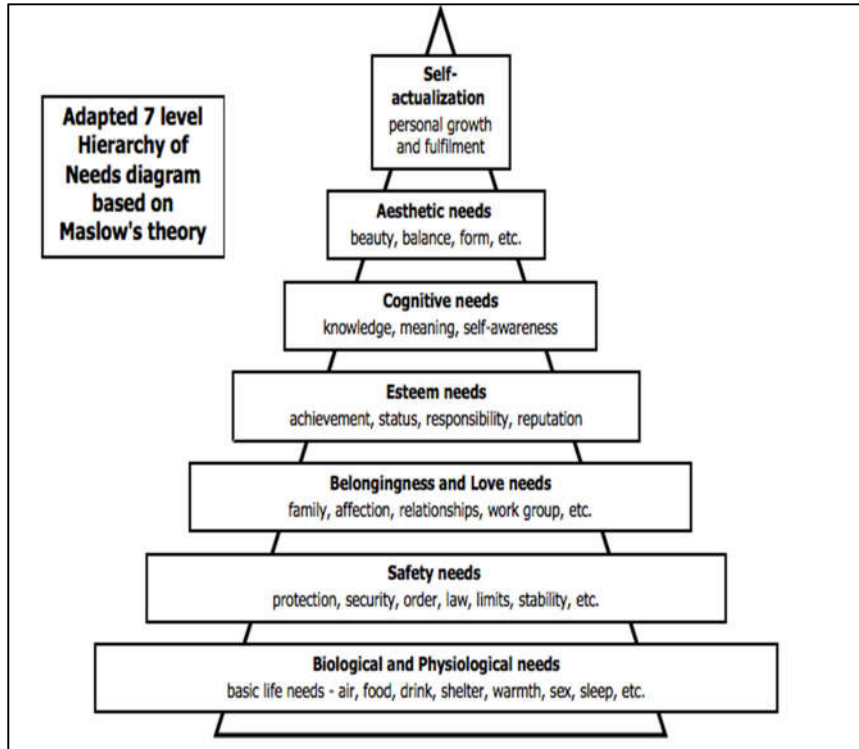 Adapted 7 level
Hierarchy of
Needs diagram
based on
Maslow's theory
Self-
actualization
personal growth
and fulfilment
Aesthetic needs
beauty, balance, form, etc.
Cognitive needs
knowledge, meaning, self-awareness
Esteem needs
achievement, status, responsibility, reputation
Belongingness and Love needs
family, affection, relationships, work group, etc.
Safety needs
protection, security, order, law, limits, stability, etc.
Biological and Physiological needs
basic life needs - air, food, drink, shelter, warmth, sex, sleep, etc.